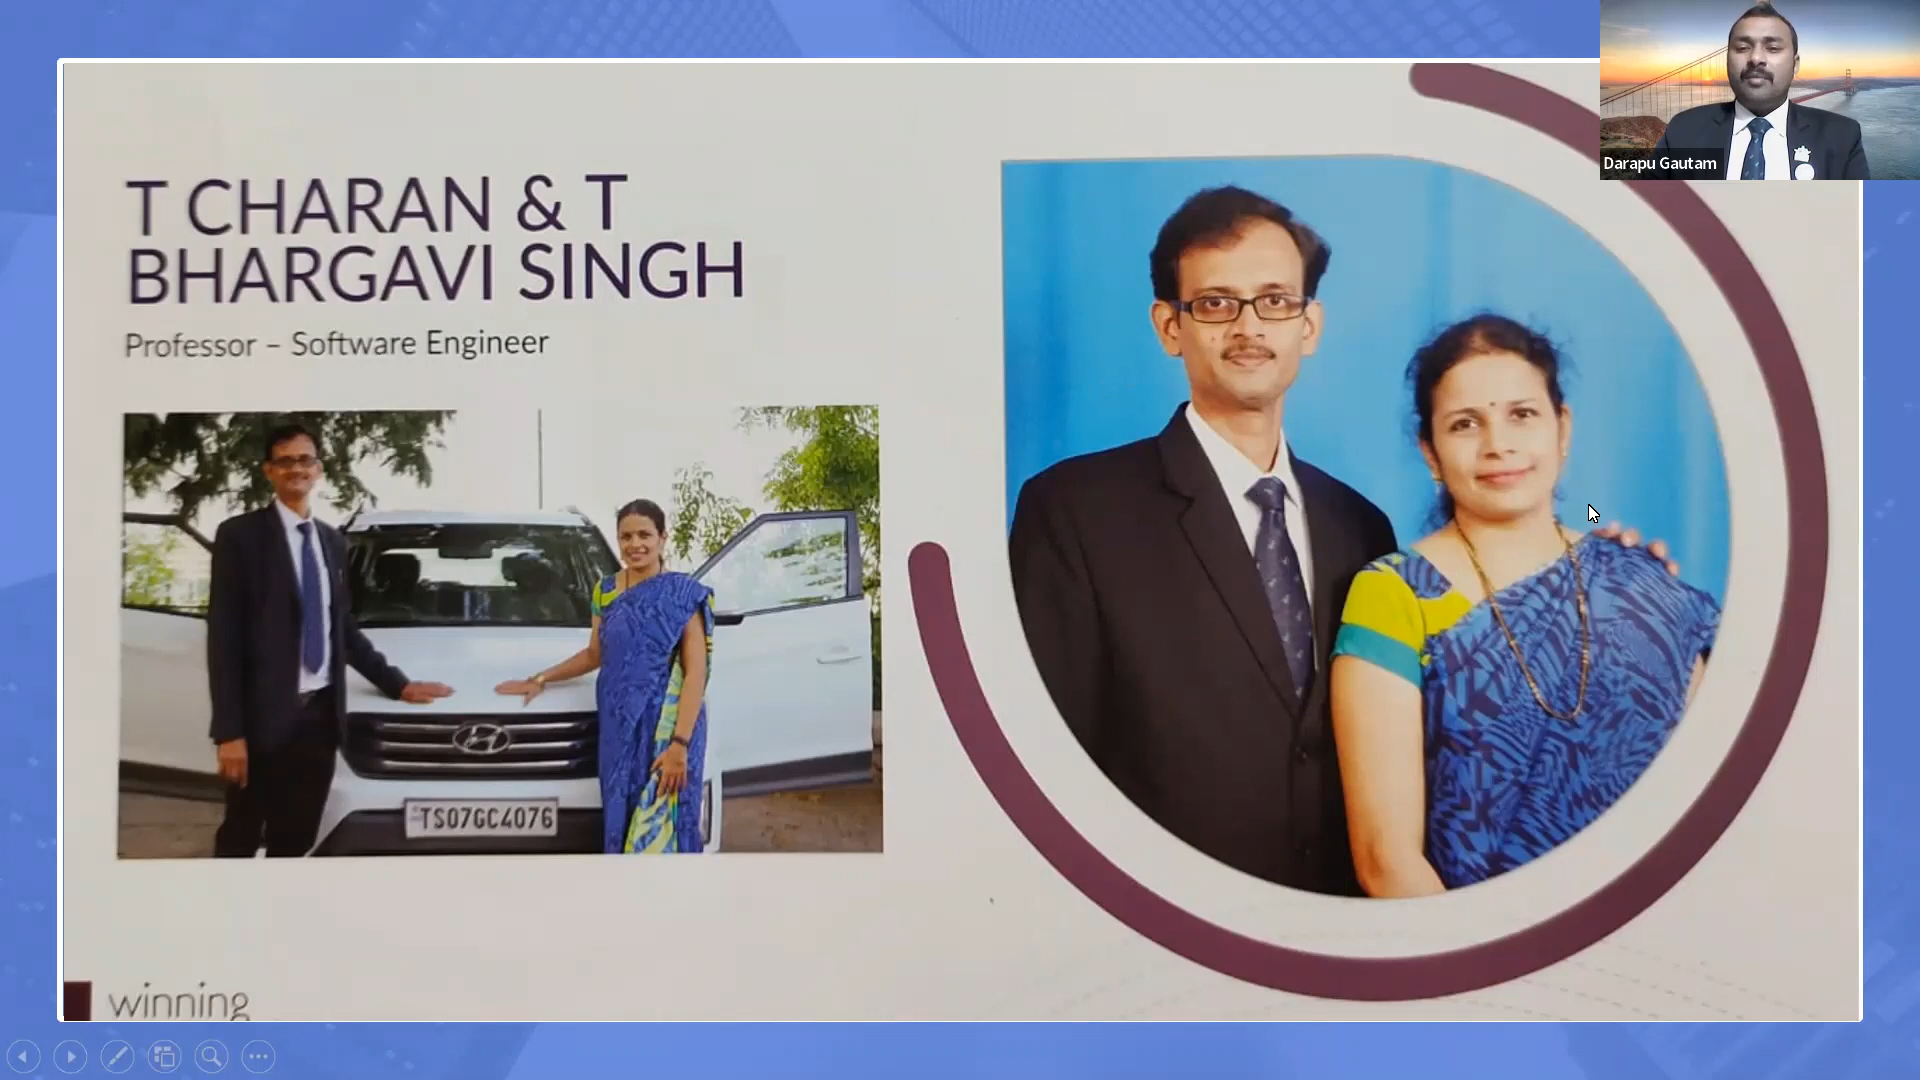 T CHARAN & T
BHARGAVI SINGH
Professor – Software Engineer
TS07GC4076
winning
Darapu Gautam